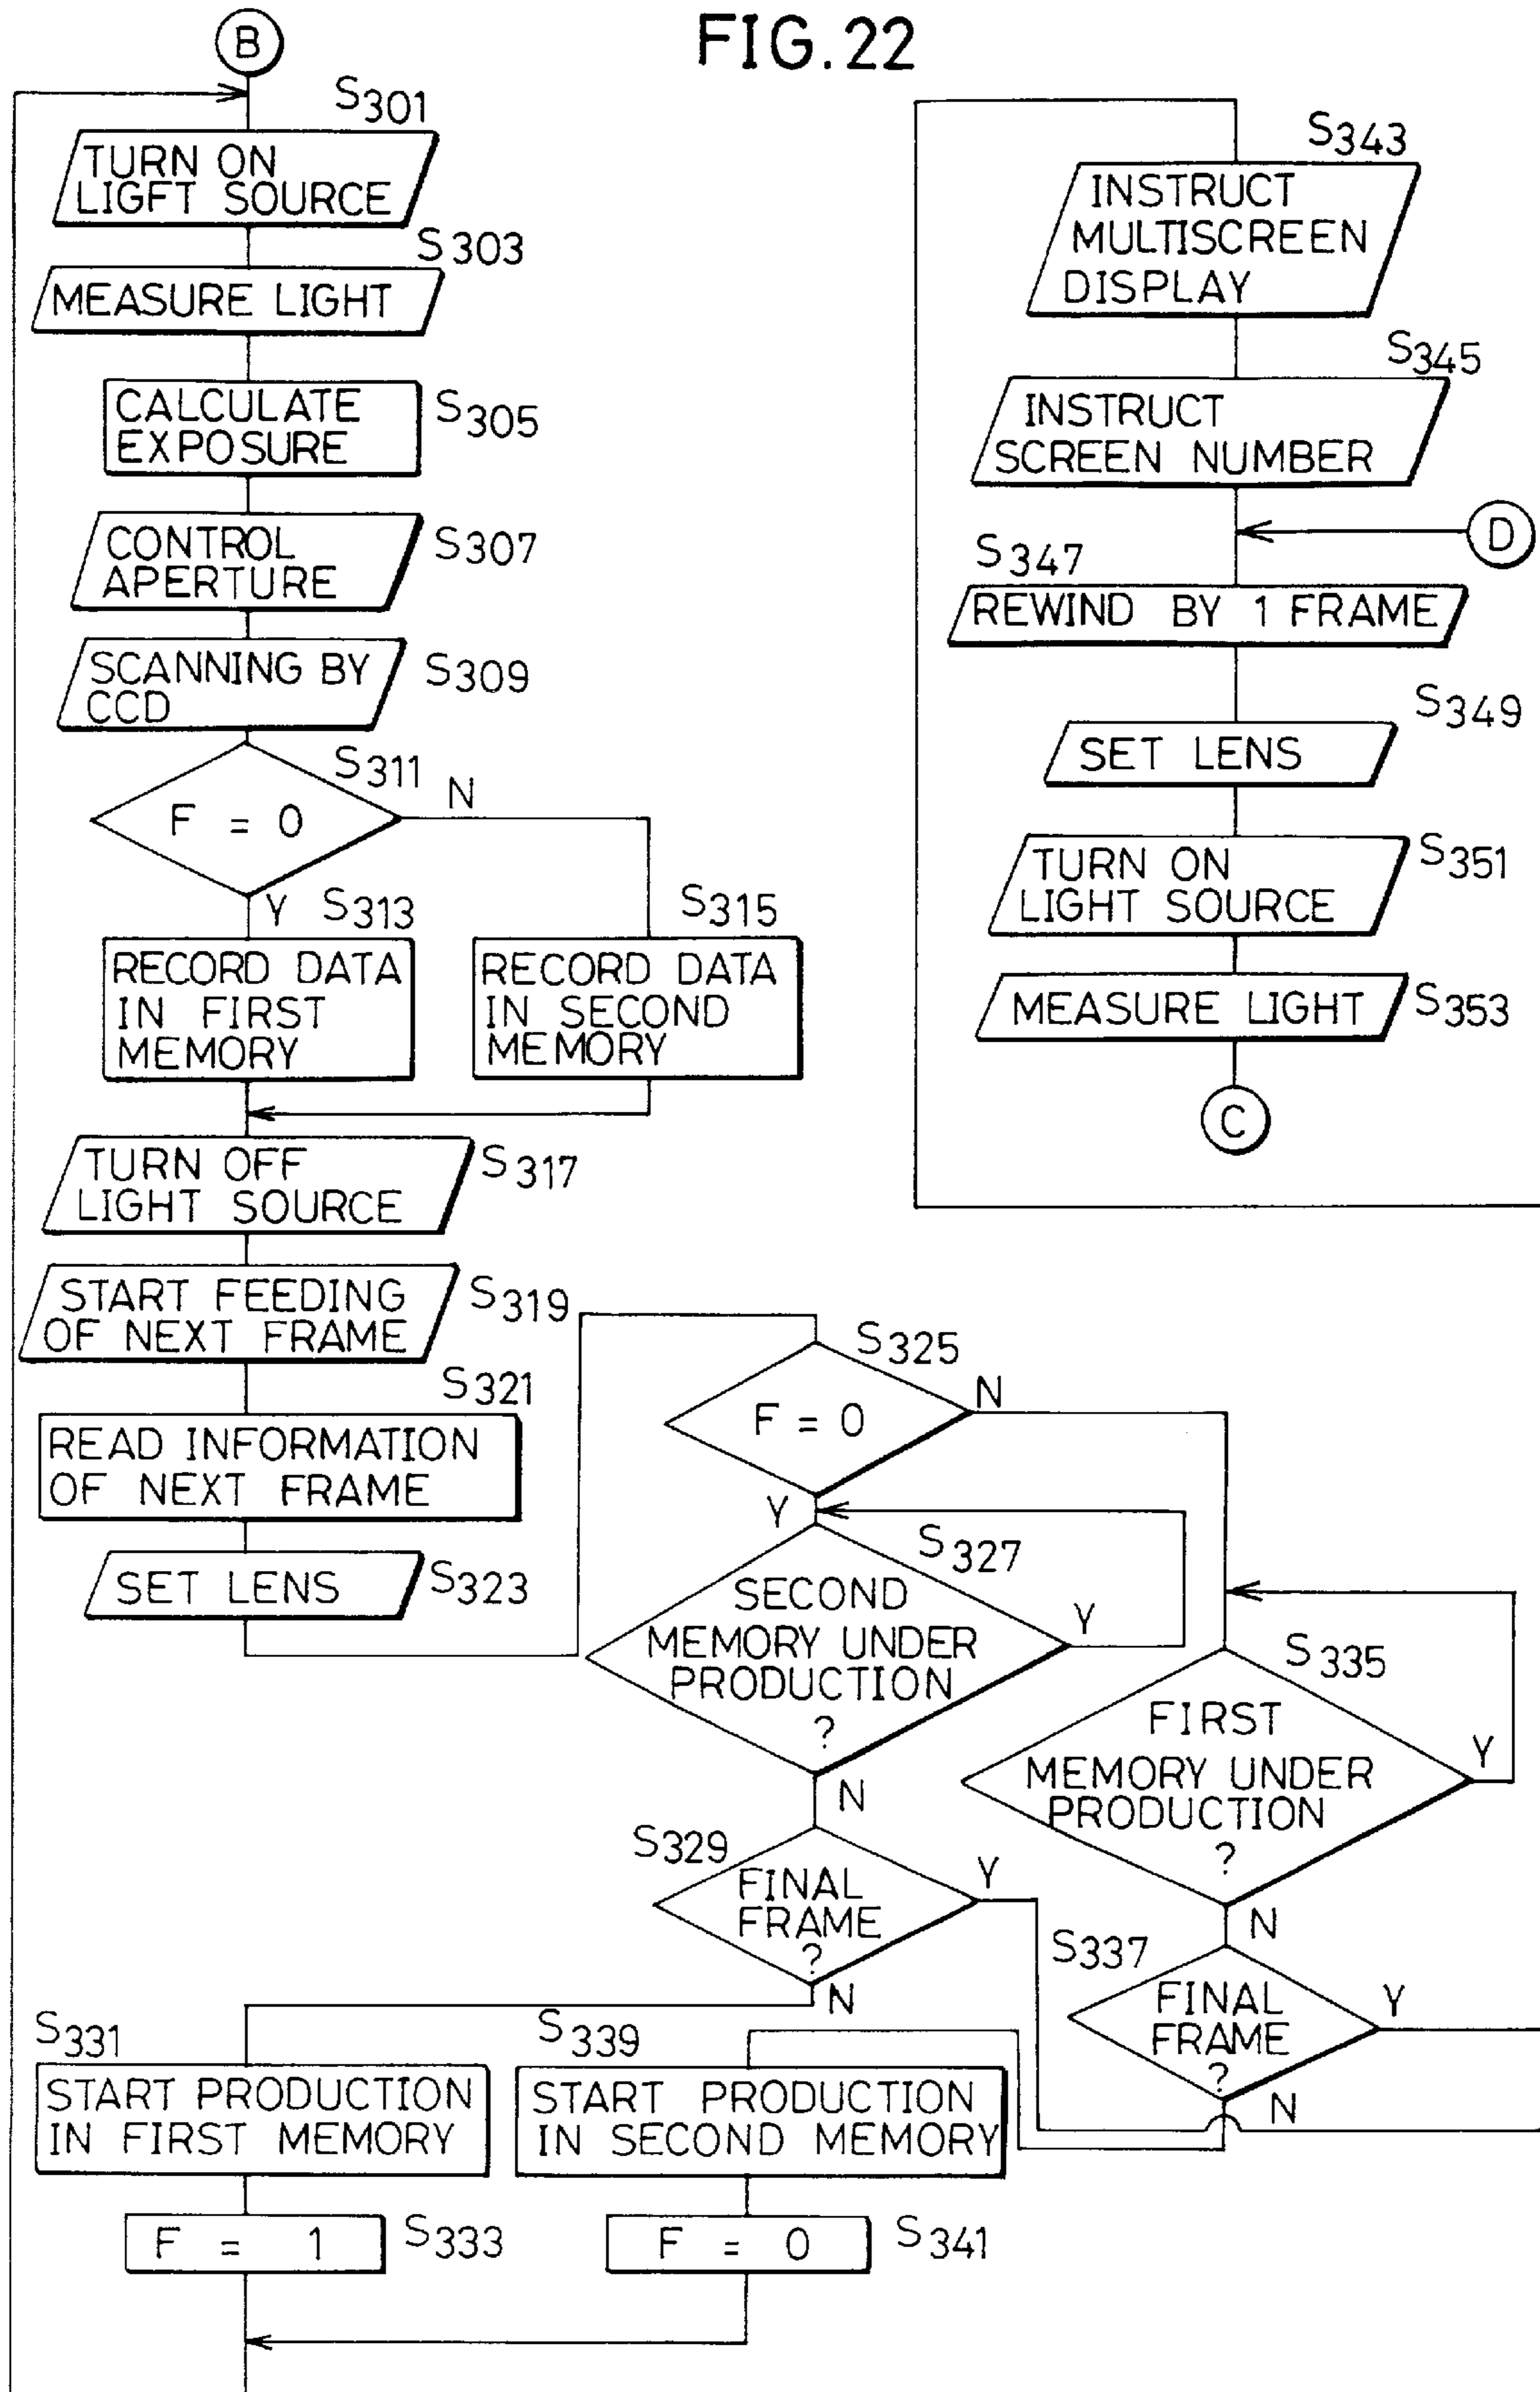 FIG.22
B
S301
TURN ON
LIGFT SOURCE
S303
MEASURE LIGHT
CALCULATE
EXPOSURE
S305
CONTROL
APERTURE
S307
SCANNING BY
CCD
S309
S311
F = 0
N
Y
S313
RECORD DATA
IN FIRST
MEMORY
S315
RECORD DATA
IN SECOND
MEMORY
TURN OFF
LIGHT SOURCE
S317
START FEEDING
OF NEXT FRAME
S319
S321
READ INFORMATION
OF NEXT FRAME
SET LENS
S323
S325
F = 0
N
Y
S327
SECOND
MEMORY UNDER
PRODUCTION
?
Y
N
S329
FINAL
FRAME
?
Y
N
S331
START PRODUCTION
IN FIRST MEMORY
F = 1
S333
S335
FIRST
MEMORY UNDER
PRODUCTION
?
Y
N
S337
FINAL
FRAME
?
Y
N
S339
START PRODUCTION
IN SECOND MEMORY
F = 0
S341
S343
INSTRUCT
MULTISCREEN
DISPLAY
S345
INSTRUCT
SCREEN NUMBER
D
S347
REWIND BY 1 FRAME
S349
SET LENS
TURN ON
LIGHT SOURCE
S351
MEASURE LIGHT
S353
C